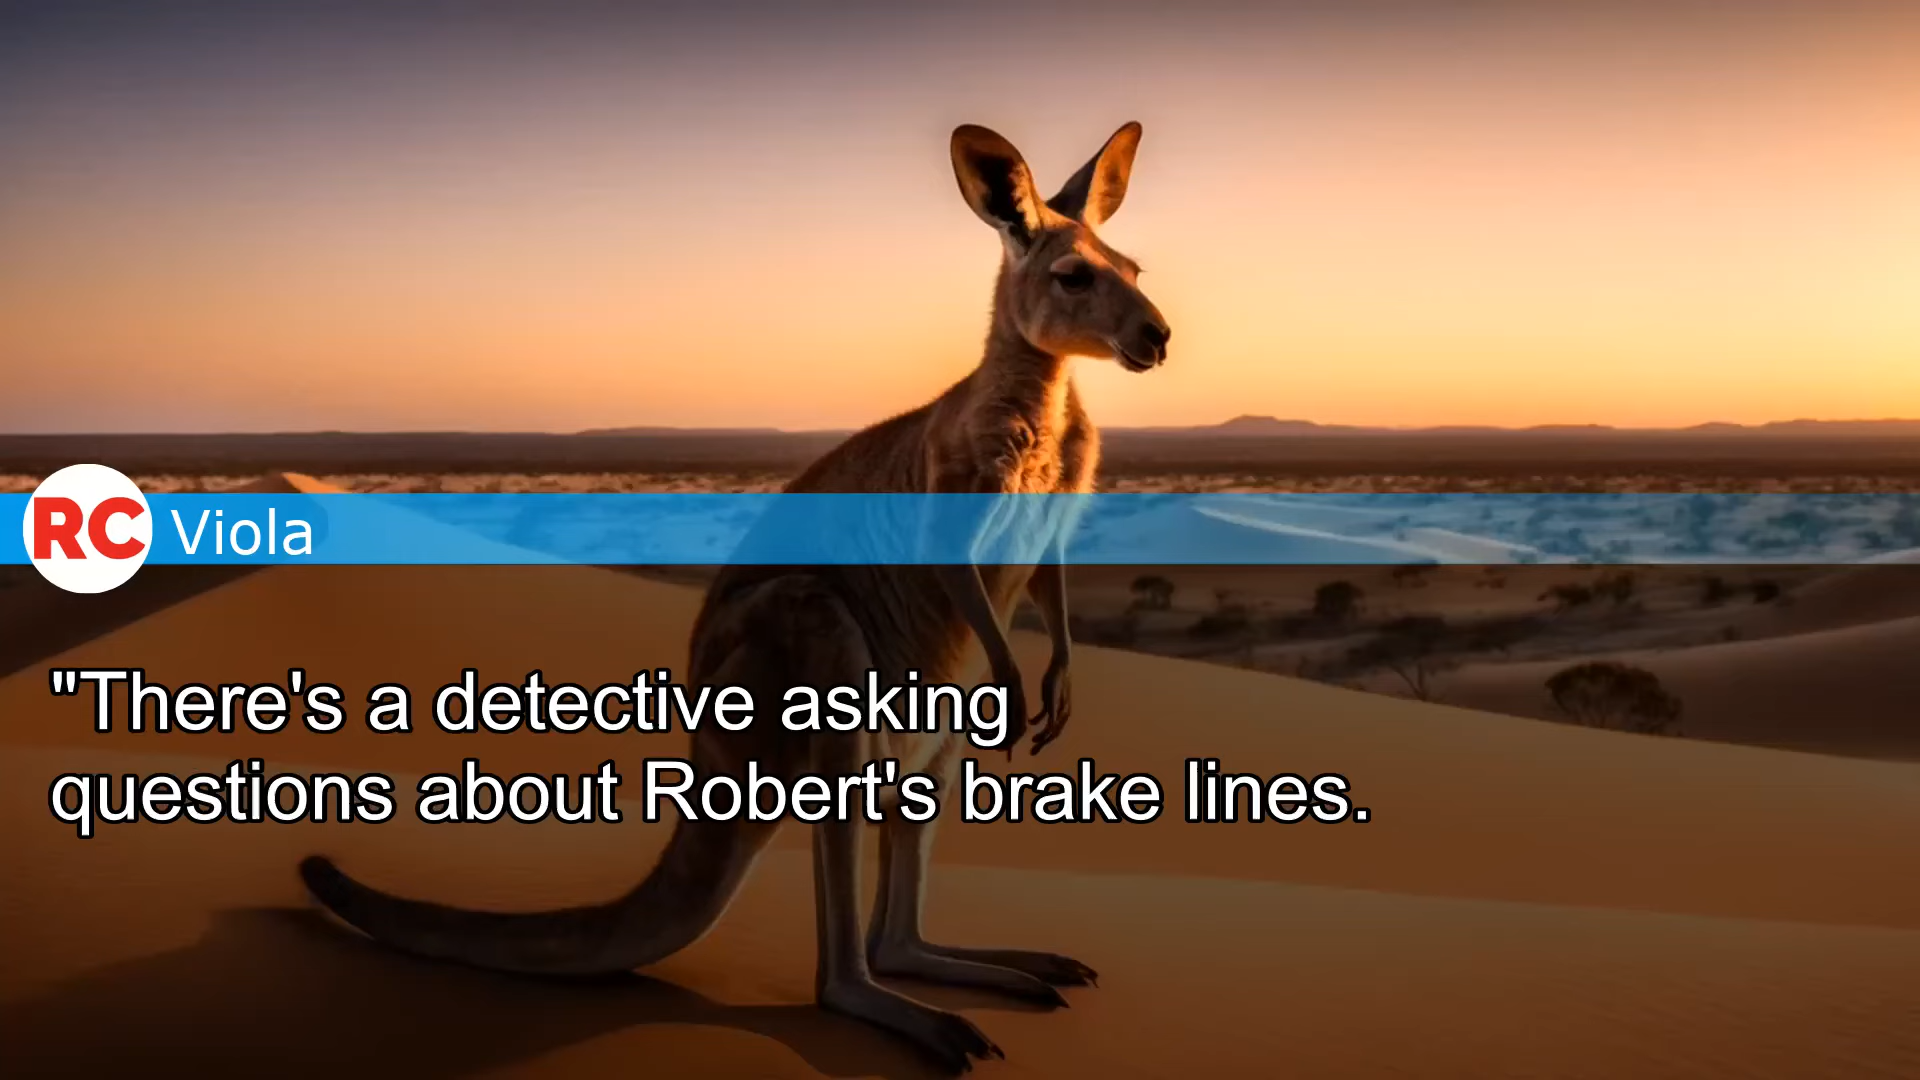 RC Viola
"There's a detective asking
questions about Robert's brake lines.